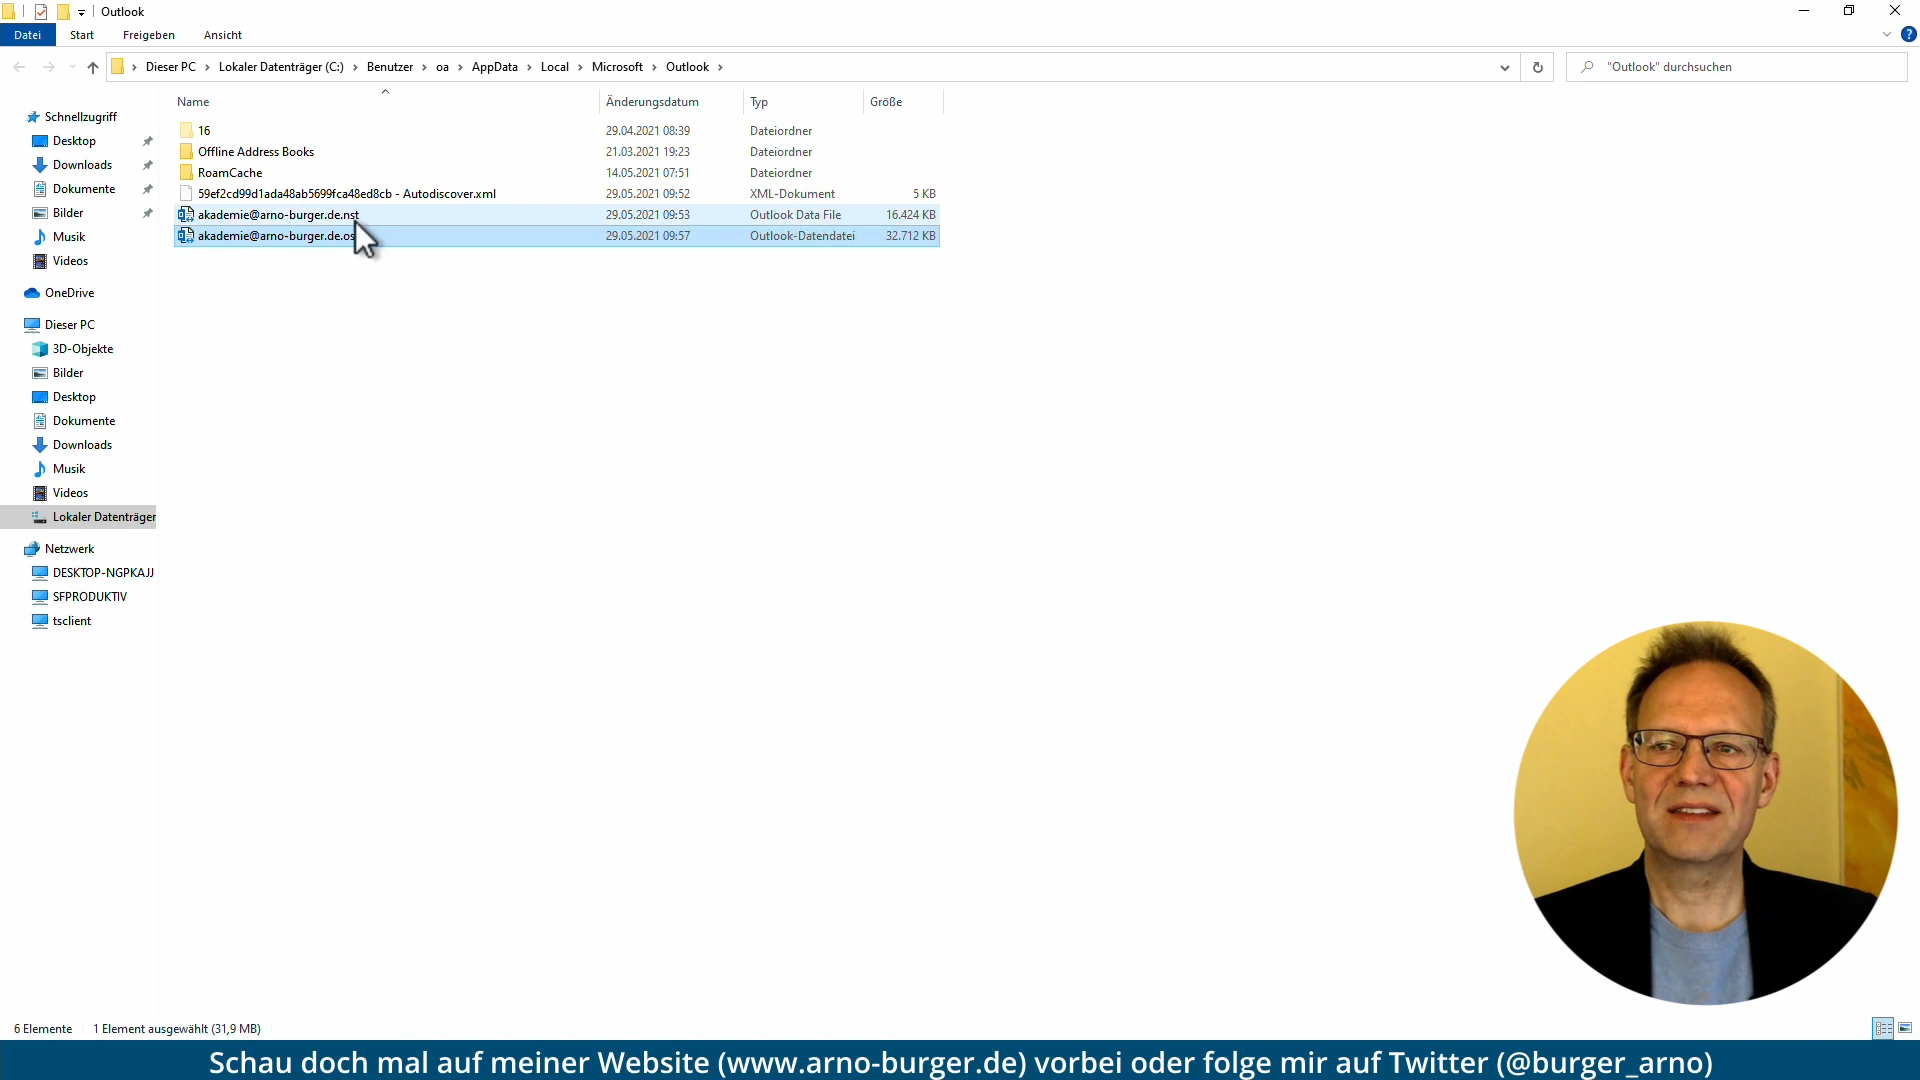 Outlook
Datei Start Freigeben Ansicht
Dieser PC Lokaler Datenträger (C:) Benutzer oa AppData Local Microsoft Outlook
"Outlook" durchsuchen
Name Änderungsdatum Typ Größe
16 29.04.2021 08:39 Dateiordner
Offline Address Books 21.03.2021 19:23 Dateiordner
RoamCache 14.05.2021 07:51 Dateiordner
59ef2cd99d1ada48ab5699fca48ed8cb - Autodiscover.xml 29.05.2021 09:52 XML-Dokument 5 KB
akademie@arno-burger.de.nst 29.05.2021 09:53 Outlook Data File 16.424 KB
akademie@arno-burger.de.os 29.05.2021 09:57 Outlook-Datendatei 32.712 KB
Schnellzugriff
Desktop
Downloads
Dokumente
Bilder
Musik
Videos
OneDrive
Dieser PC
3D-Objekte
Bilder
Desktop
Dokumente
Downloads
Musik
Videos
Lokaler Datenträger
Netzwerk
DESKTOP-NGPKAJJ
SFPRODUKTIV
tsclient
6 Elemente 1 Element ausgewählt (31,9 MB)
Schau doch mal auf meiner Website (www.arno-burger.de) vorbei oder folge mir auf Twitter (@burger_arno)